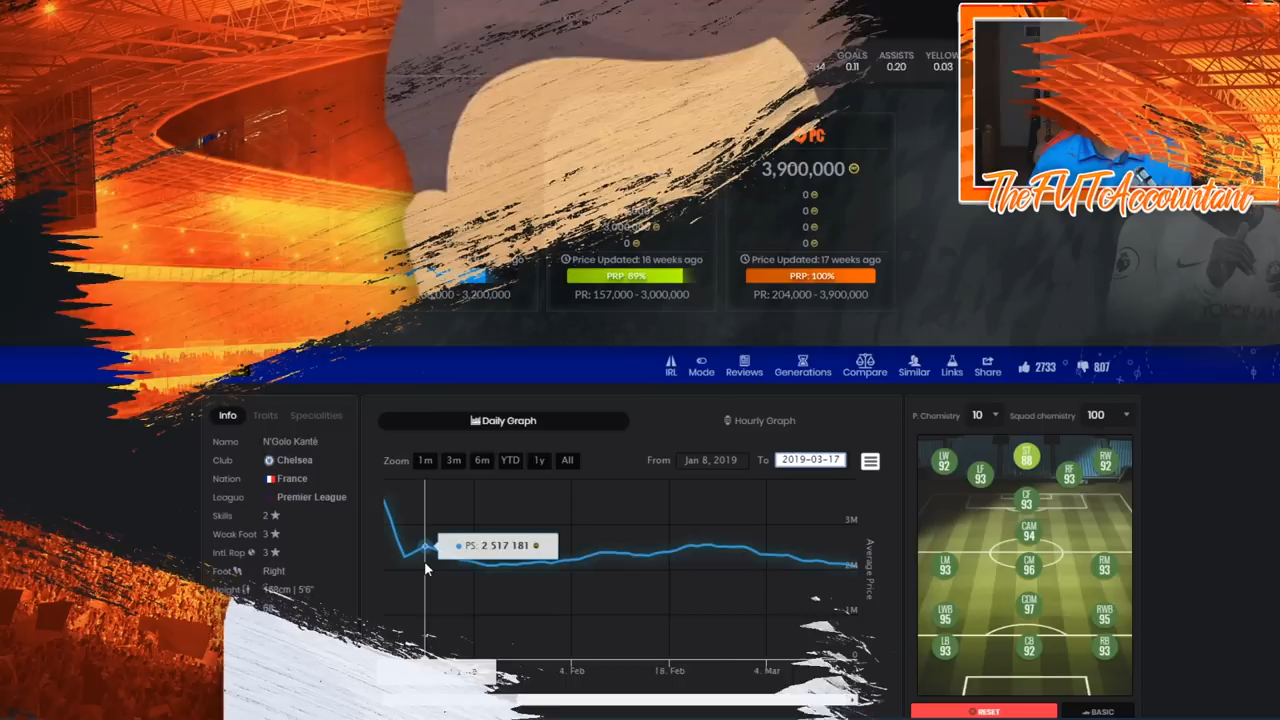 GOALS ASSISTS YELLOW
0.11 0.20 0.03
PC
3,900,000
0
0
3,000,000 0
0
Price Updated: 18 weeks ago
Price Updated: 17 weeks ago
PRP: 89%
PRP: 100%
- 3,200,000
PR: 157,000 - 3,000,000
PR: 204,000 - 3,900,000
TheFUTAccountant
YOKOHAMA
IRL Mode Reviews Generations Compare Similar Links Share 2733 807
Info Traits Specialities
Name N'Golo Kanté
Club Chelsea
Nation France
League Premier League
Skills 2
Weak Foot 3
Intl. Rep 3
Foot Right
Height 168cm | 5'6"
Daily Graph
Hourly Graph
Zoom 1m 3m 6m YTD 1y All
From Jan 8, 2019 To 2019-03-17
PS: 2 517 181
3M
2M
1M
0
Average Price
4. Feb 18. Feb 4. Mar
P. Chemistry 10 Squad chemistry 100
LW 92
LF 93
ST 88
RF 93
RW 92
CF 93
CAM 94
LM 93
CM 96
RM 93
CDM 97
LWB 95
RWB 95
LB 93
CB 92
RB 93
RESET
BASIC